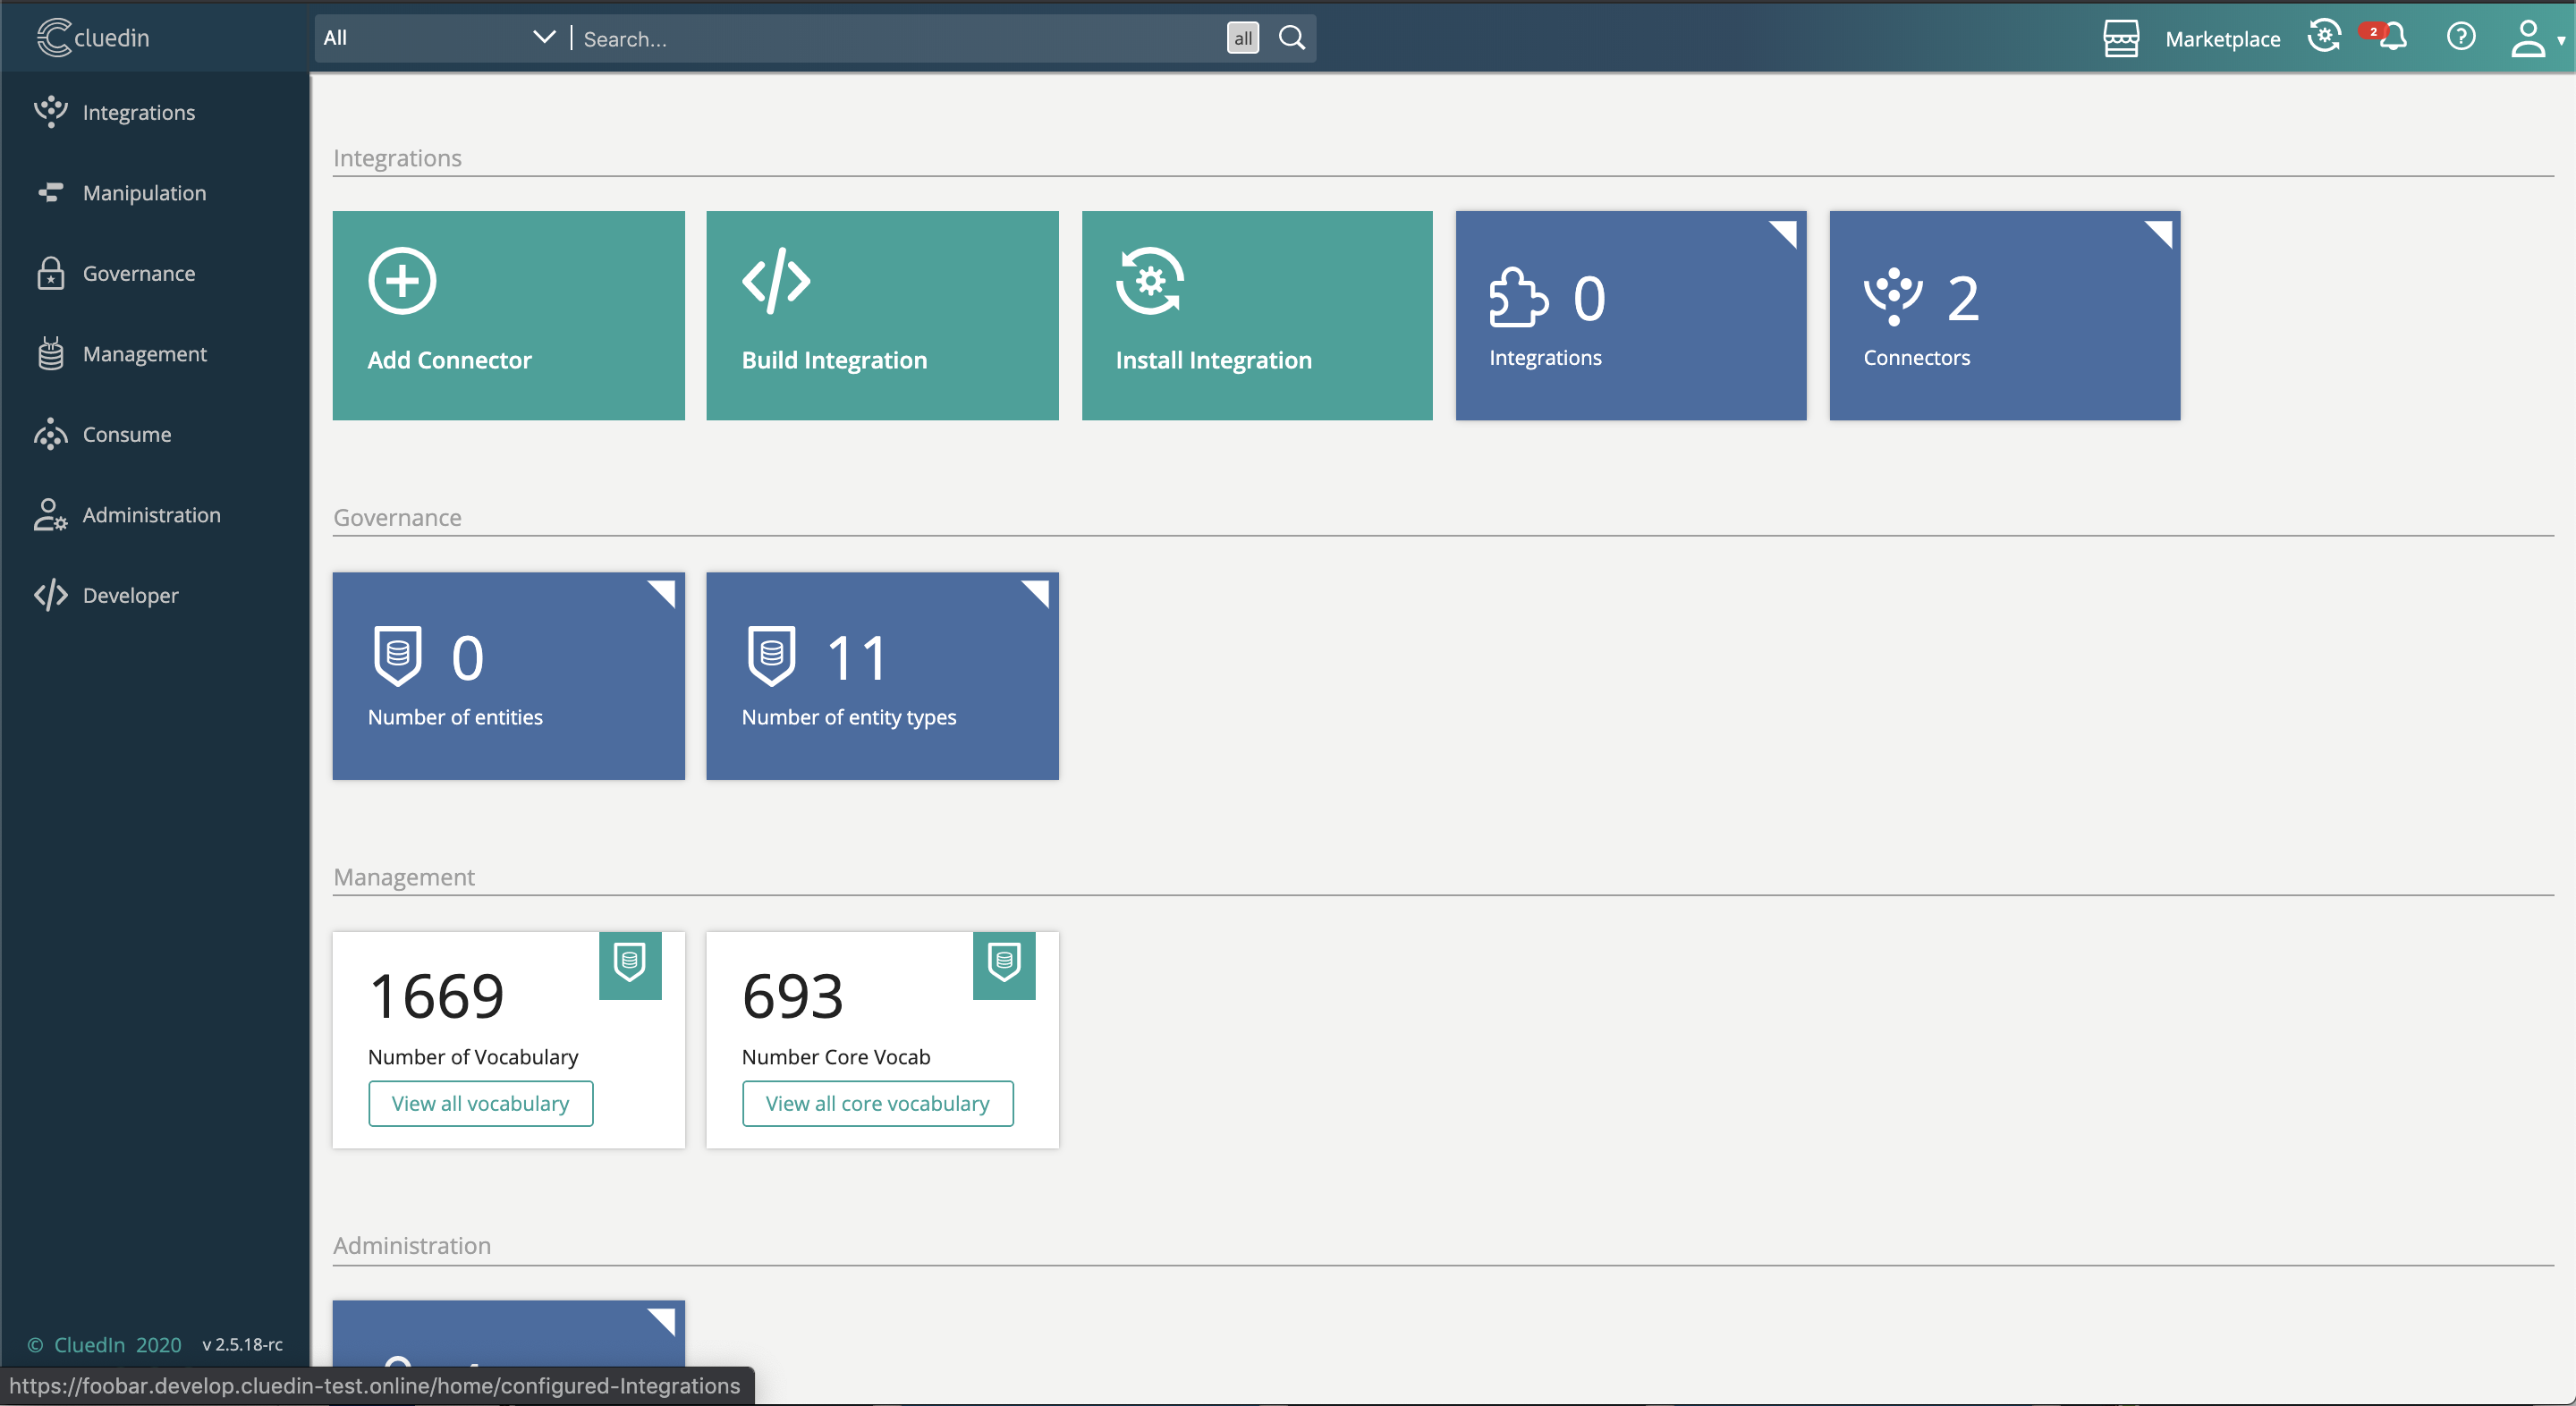 cluedin
All
Search...
all
Marketplace
2
Integrations
Manipulation
Governance
Management
Consume
Administration
Developer
Integrations
Add Connector
Build Integration
Install Integration
0
Integrations
2
Connectors
Governance
0
Number of entities
11
Number of entity types
Management
1669
Number of Vocabulary
View all vocabulary
693
Number Core Vocab
View all core vocabulary
Administration
© CluedIn 2020 v 2.5.18-rc
https://foobar.develop.cluedin-test.online/home/configured-Integrations